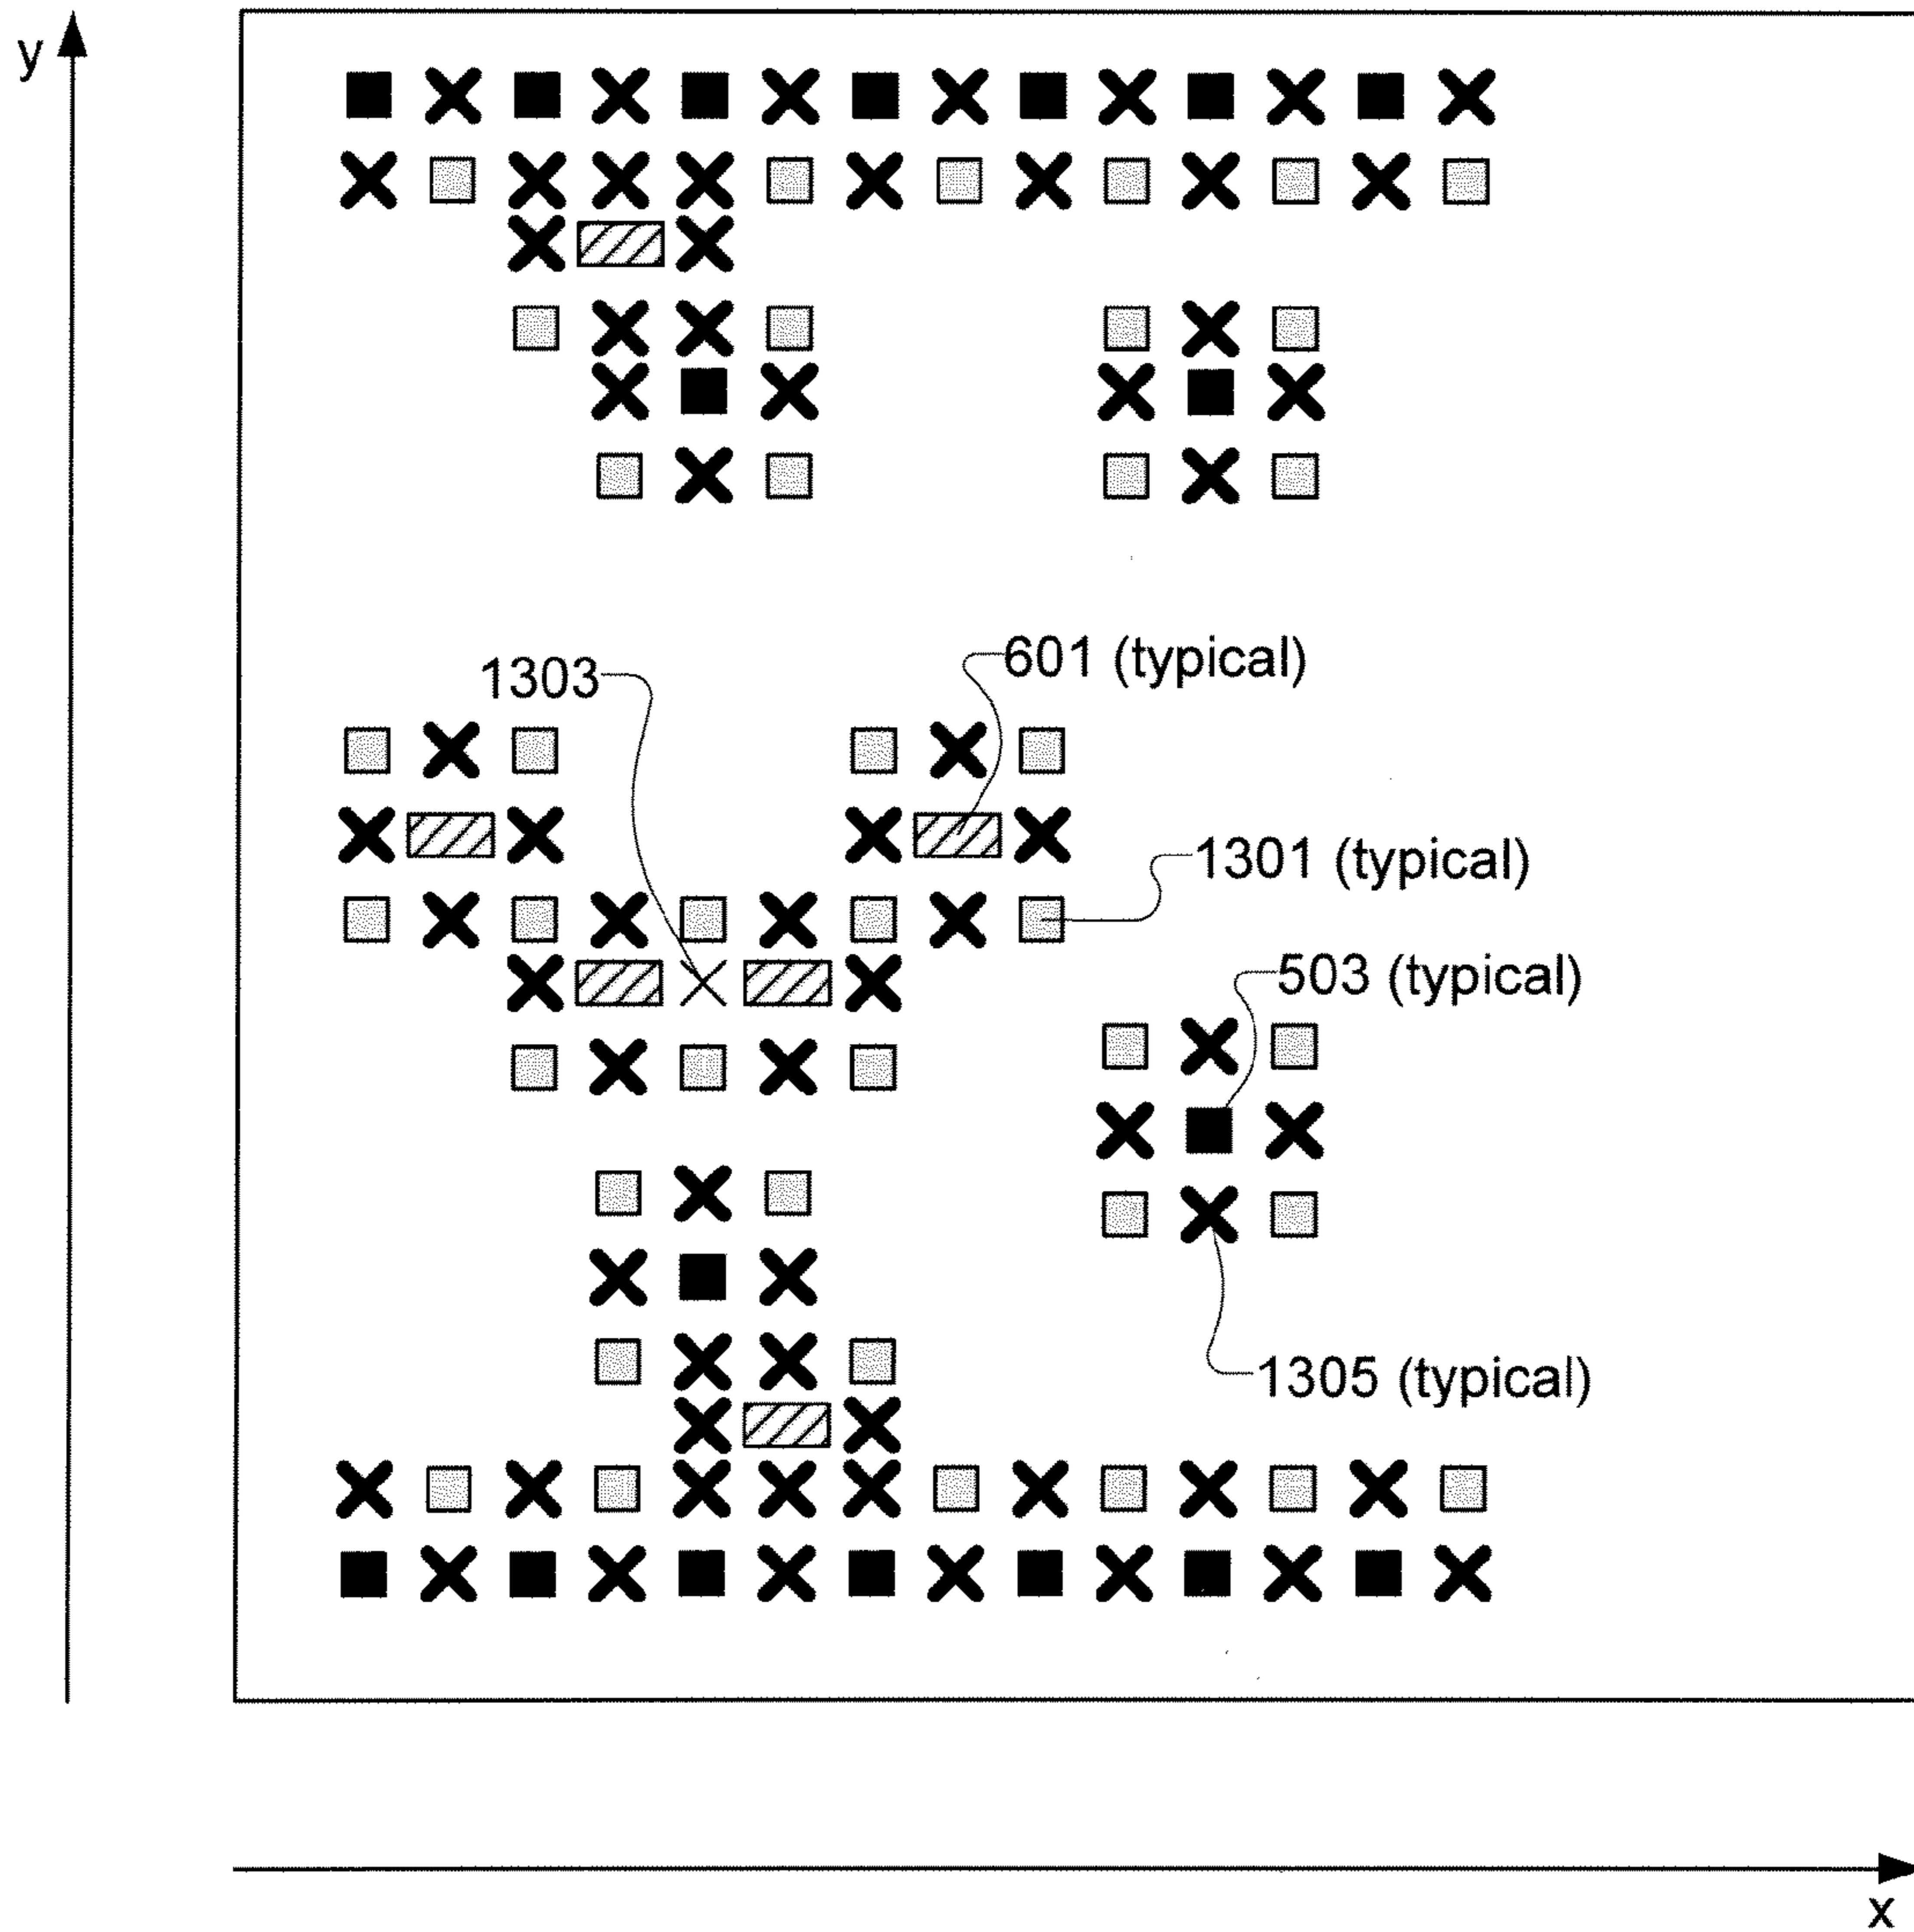 y
601 (typical)
1303
1301 (typical)
503 (typical)
1305 (typical)
x